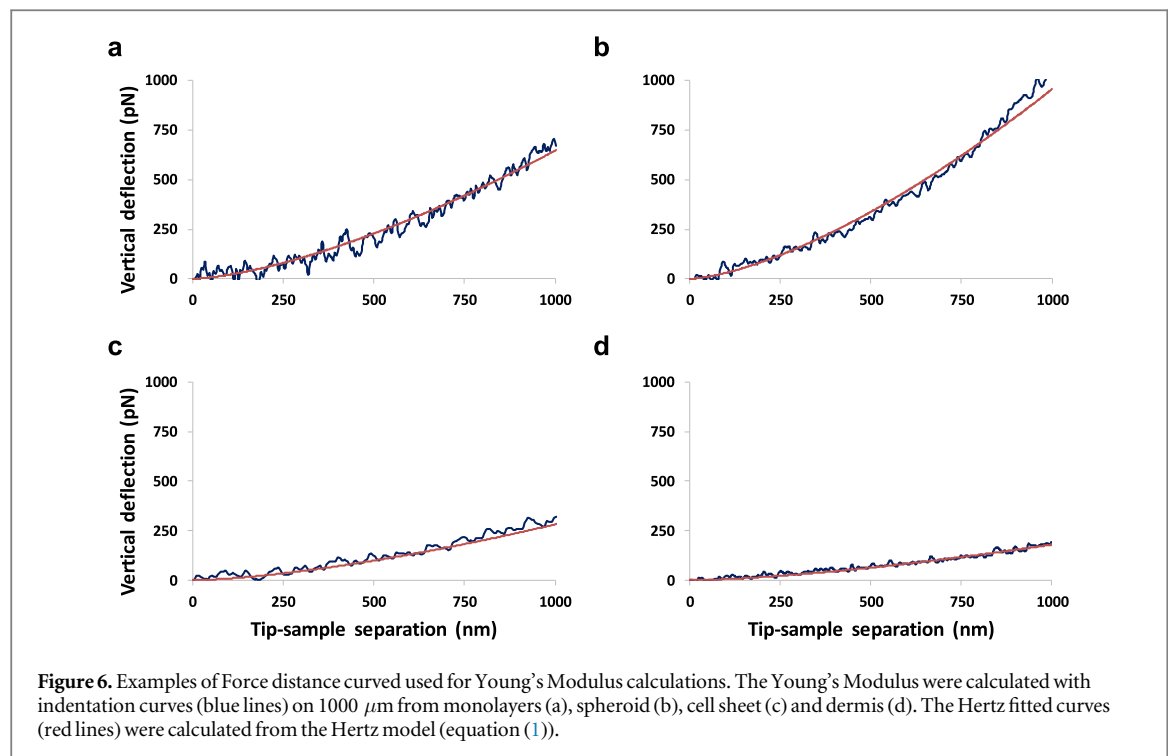 a
b
Vertical deflection (pN)
1000
750
500
250
0
0 250 500 750 1000
1000
750
500
250
0
0 250 500 750 1000
c
d
Vertical deflection (pN)
1000
750
500
250
0
0 250 500 750 1000
Tip-sample separation (nm)
1000
750
500
250
0
0 250 500 750 1000
Tip-sample separation (nm)
Figure 6. Examples of Force distance curved used for Young's Modulus calculations. The Young's Modulus were calculated with
indentation curves (blue lines) on 1000 μm from monolayers (a), spheroid (b), cell sheet (c) and dermis (d). The Hertz fitted curves
(red lines) were calculated from the Hertz model (equation (1)).